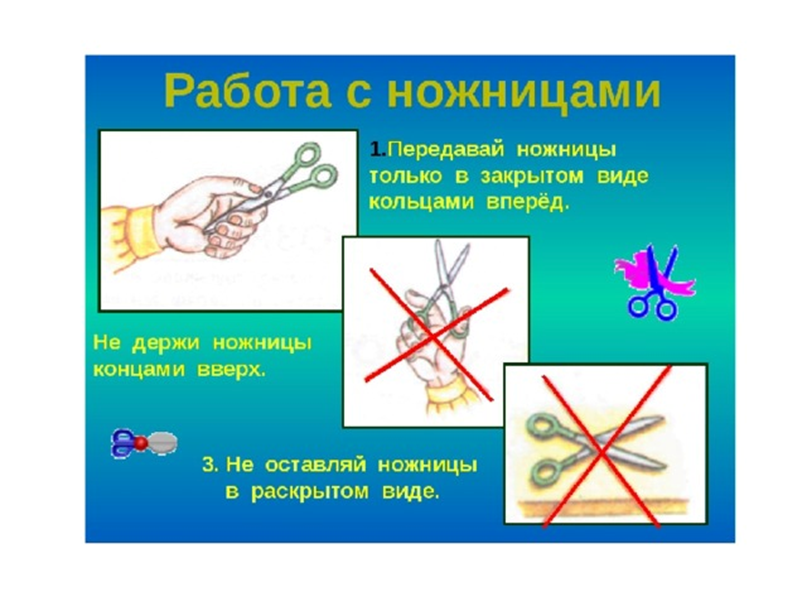 Работа с ножницами
1.Передавай ножницы
только в закрытом виде
кольцами вперёд.
Не держи ножницы
концами вверх.
3. Не оставляй ножницы
в раскрытом виде.